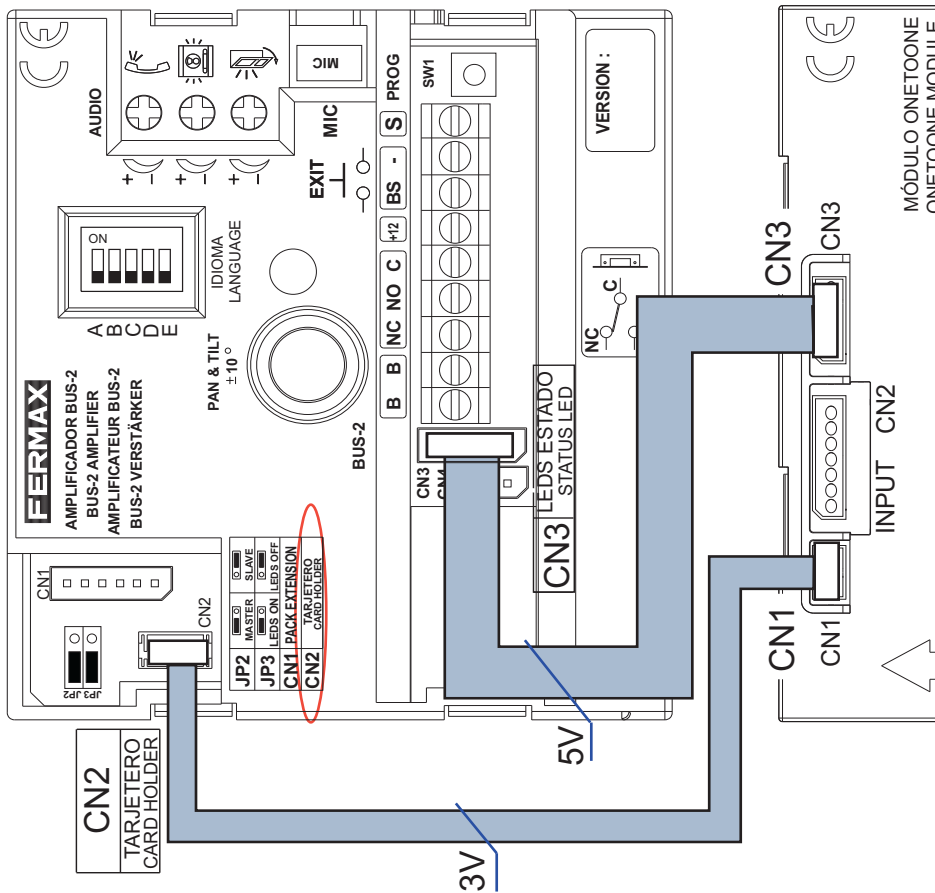 FERMAX
AMPLIFICADOR BUS-2
BUS-2 AMPLIFIER
AMPLIFICATEUR BUS-2
BUS-2 VERSTÄRKER
AUDIO
+ -
+ -
+ -
8
MIC
MIC
EXIT
ON
A
B
C
D
E
IDIOMA
LANGUAGE
PAN & TILT
±10°
BUS-2
B B NC NO C +12 BS - S PROG
SW1
VERSION :
NC
C
CN1
JP3 JP2
CN2
JP2 MASTER SLAVE
JP3 LEDS ON LEDS OFF
CN1 PACK EXTENSION
CN2 TARJETERO
CARD HOLDER
CN3
CN4
CN3 LEDS ESTADO
STATUS LED
CN2
TARJETERO
CARD HOLDER
3V
5V
CN1
CN1
INPUT CN2
CN3
CN3
MÓDULO ONETOONE
ONETOONE MODULE